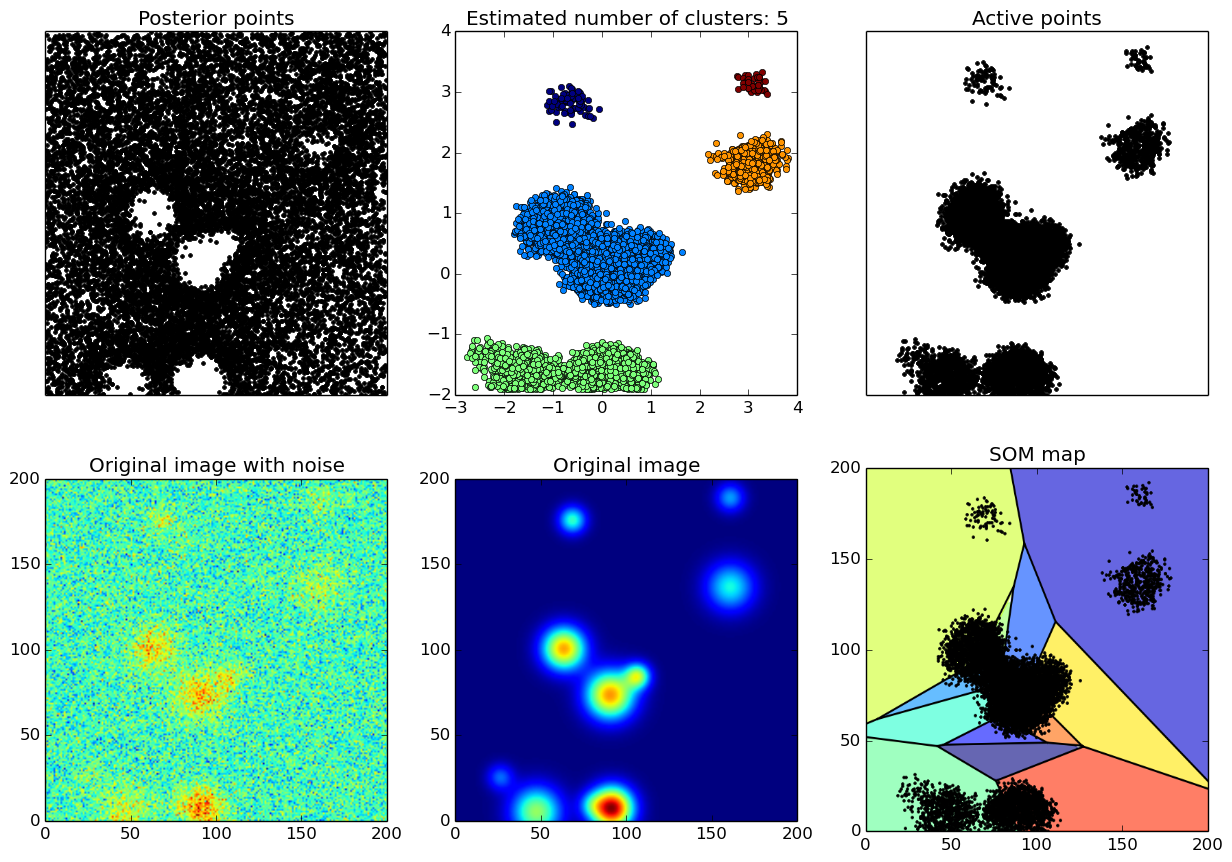 Posterior points
Estimated number of clusters: 5
Active points
4
3
2
1
0
−1
−2
−3 −2 −1 0 1 2 3 4
Original image with noise
Original image
SOM map
200
150
100
50
0
0 50 100 150 200
200
150
100
50
0
0 50 100 150 200
200
150
100
50
0
0 50 100 150 200